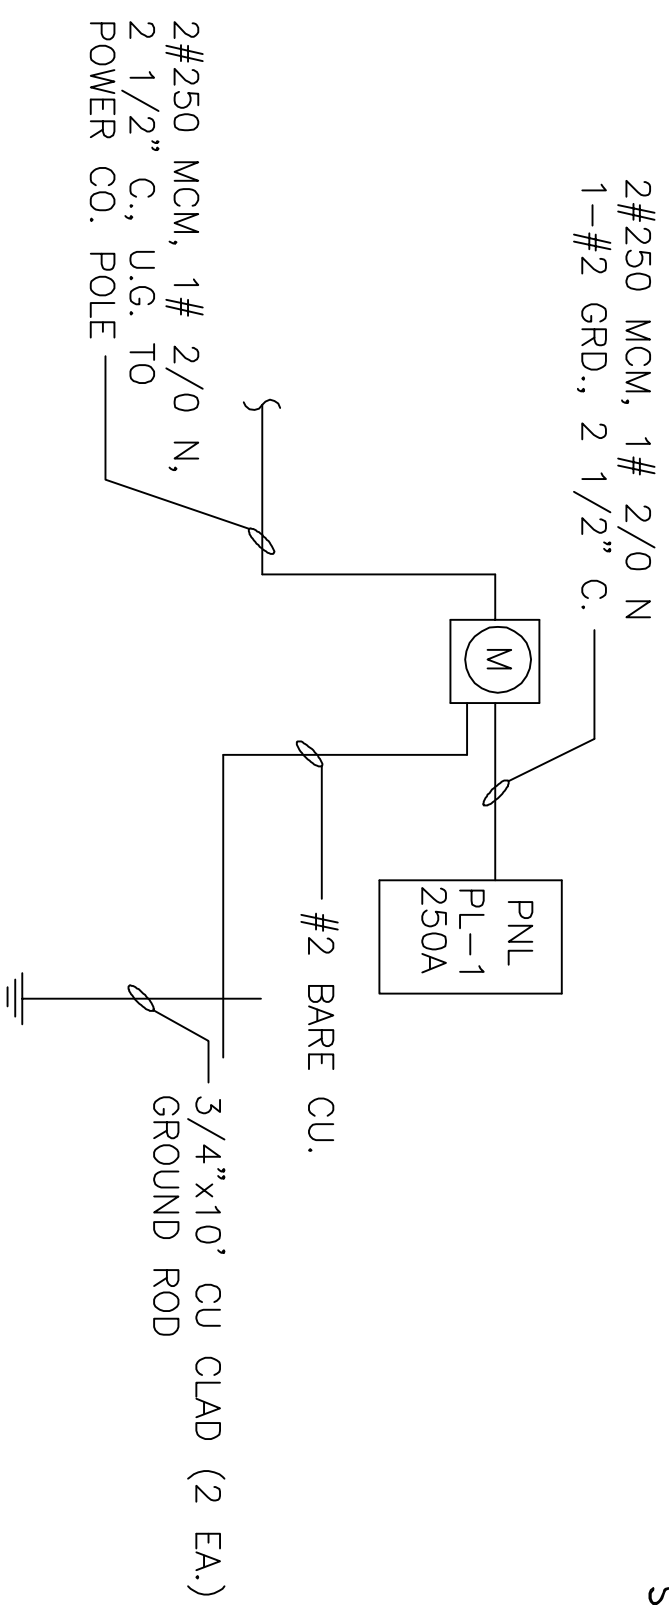 2#250 MCM, 1# 2/0 N
1-#2 GRD., 2 1/2" C.
2#250 MCM, 1# 2/0 N,
2 1/2" C., U.G. TO
POWER CO. POLE
M
PNL
PL-1
250A
#2 BARE CU.
3/4"x10' CU CLAD (2 EA.)
GROUND ROD